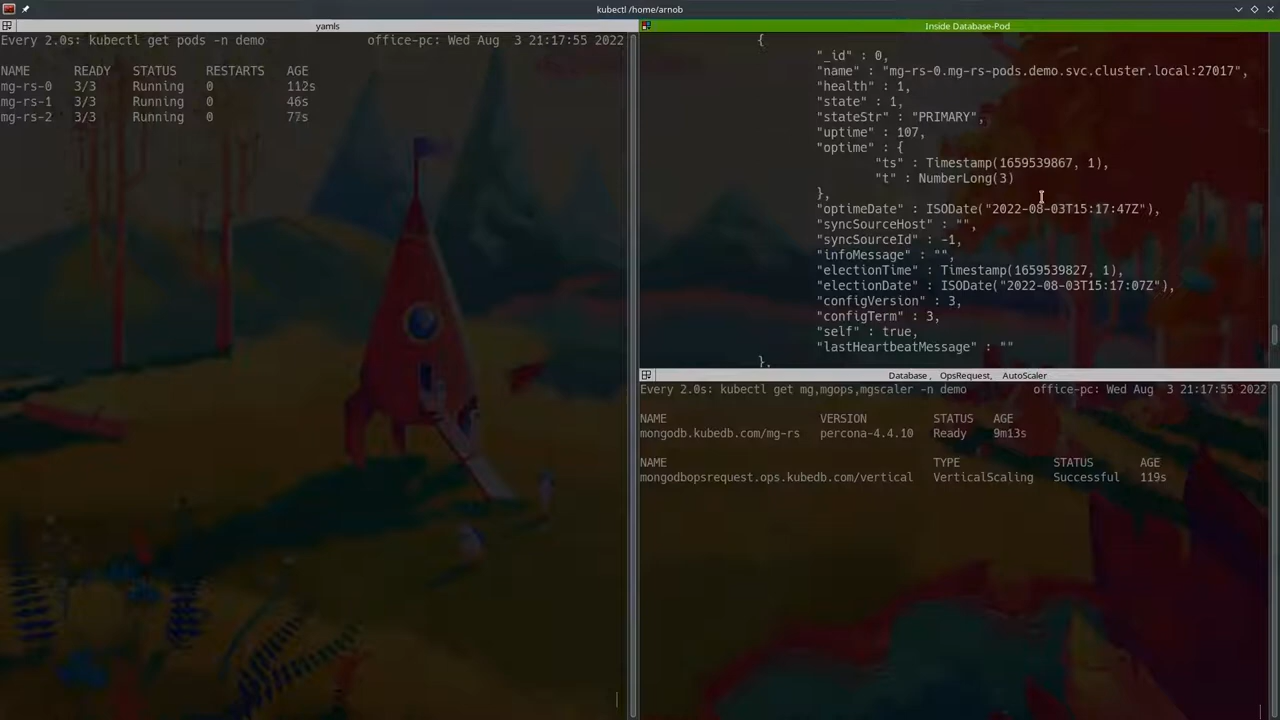 kubectl /home/arnob
yamls
Every 2.0s: kubectl get pods -n demo office-pc: Wed Aug 3 21:17:55 2022
NAME READY STATUS RESTARTS AGE
mg-rs-0 3/3 Running 0 112s
mg-rs-1 3/3 Running 0 46s
mg-rs-2 3/3 Running 0 77s
Inside Database-Pod
{
"_id" : 0,
"name" : "mg-rs-0.mg-rs-pods.demo.svc.cluster.local:27017",
"health" : 1,
"state" : 1,
"stateStr" : "PRIMARY",
"uptime" : 107,
"optime" : {
"ts" : Timestamp(1659539867, 1),
"t" : NumberLong(3)
},
"optimeDate" : ISODate("2022-08-03T15:17:47Z"),
"syncSourceHost" : "",
"syncSourceId" : -1,
"infoMessage" : "",
"electionTime" : Timestamp(1659539827, 1),
"electionDate" : ISODate("2022-08-03T15:17:07Z"),
"configVersion" : 3,
"configTerm" : 3,
"self" : true,
"lastHeartbeatMessage" : ""
},
Database , OpsRequest, AutoScaler
Every 2.0s: kubectl get mg,mgops,mgscaler -n demo office-pc: Wed Aug 3 21:17:55 2022
NAME VERSION STATUS AGE
mongodb.kubedb.com/mg-rs percona-4.4.10 Ready 9m13s
NAME TYPE STATUS AGE
mongodbopsrequest.ops.kubedb.com/vertical VerticalScaling Successful 119s